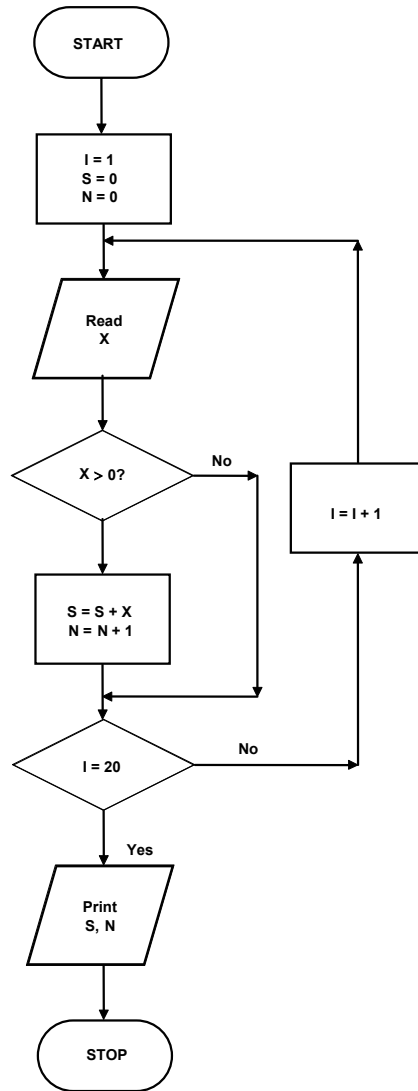 START
I = 1
S = 0
N = 0
Read
X
X > 0?
No
I = I + 1
S = S + X
N = N + 1
I = 20
No
Yes
Print
S, N
STOP